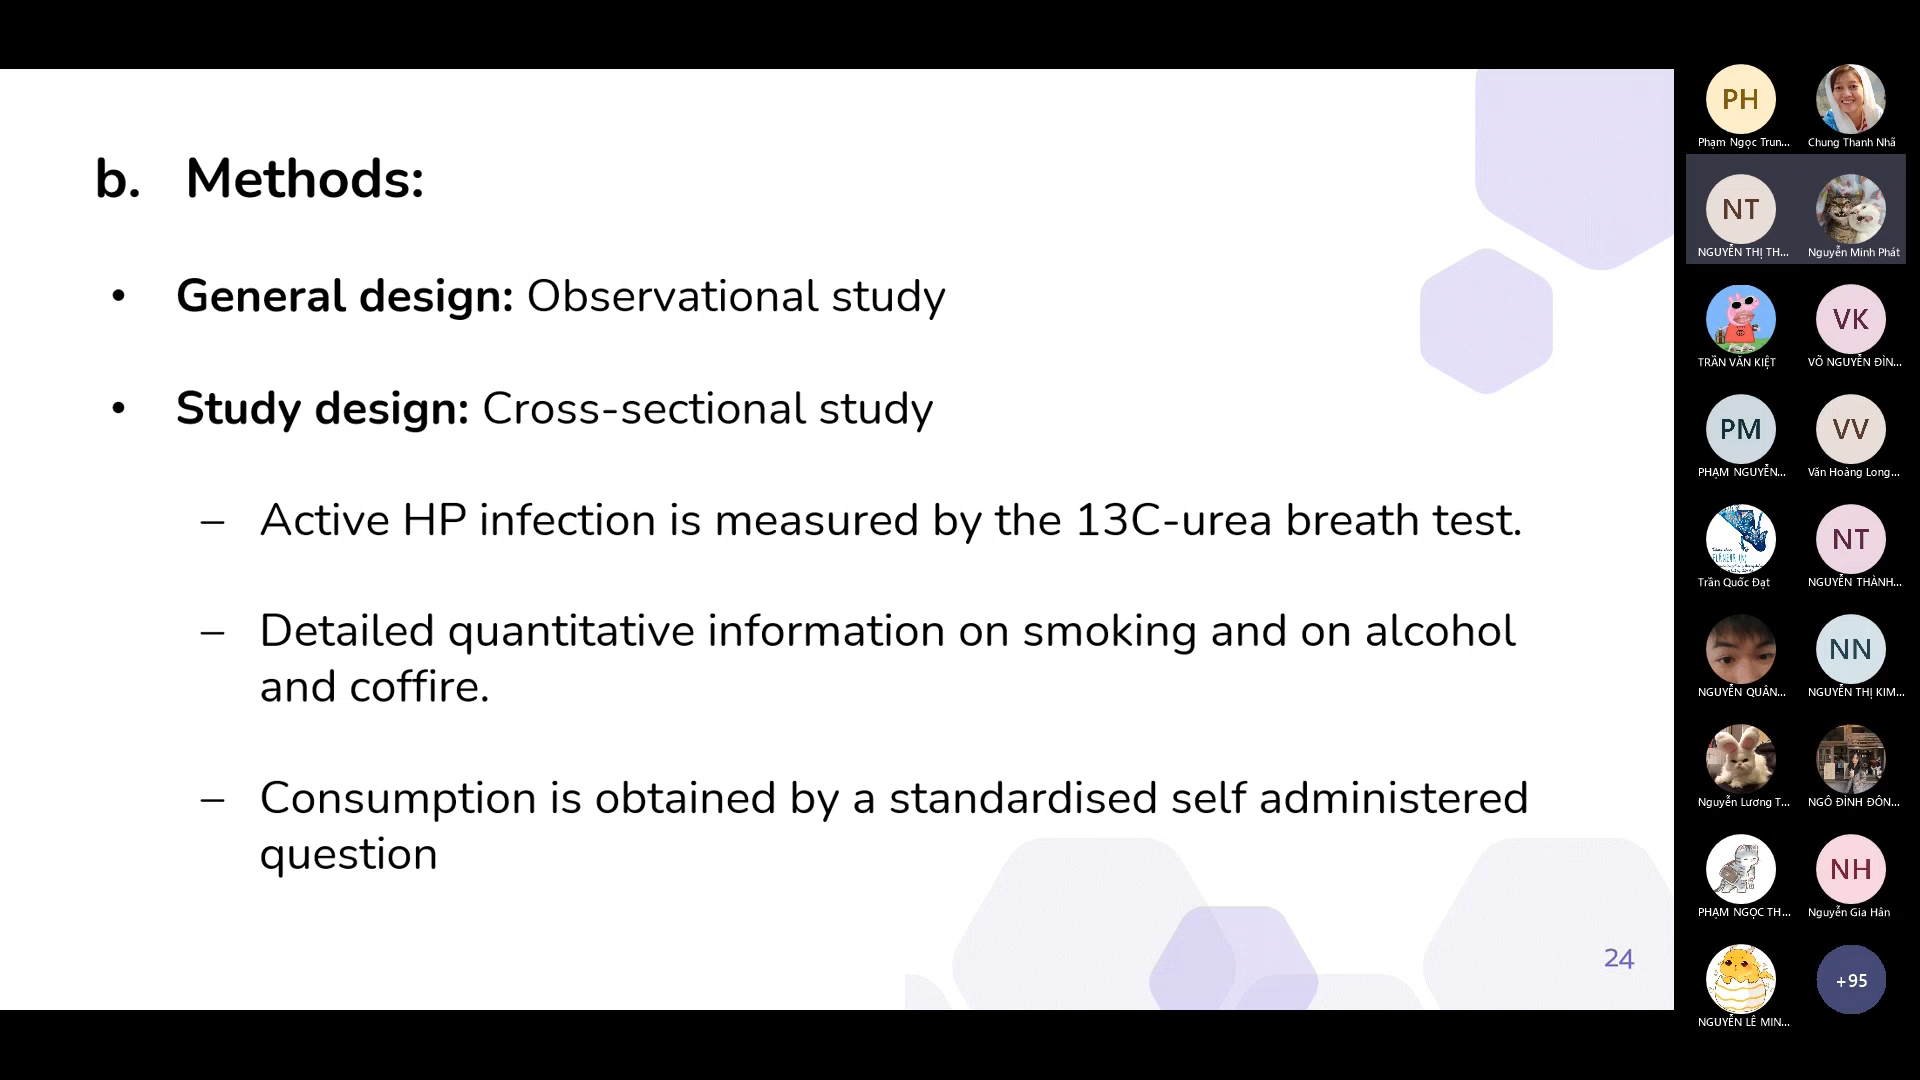 b. Methods:
• General design: Observational study
• Study design: Cross-sectional study
– Active HP infection is measured by the 13C-urea breath test.
– Detailed quantitative information on smoking and on alcohol
and coffire.
– Consumption is obtained by a standardised self administered
question
24
PH
Phạm Ngọc Trun...
Chung Thanh Nhã
NT
NGUYỄN THỊ TH...
Nguyễn Minh Phát
TRẦN VĂN KIỆT
VK
VÕ NGUYỄN ĐÌN...
PM
PHẠM NGUYỄN...
VV
Văn Hoàng Long...
Trần Quốc Đạt
NT
NGUYỄN THÀNH...
NGUYỄN QUÂN...
NN
NGUYỄN THỊ KIM...
Nguyễn Lương T...
NGÔ ĐÌNH ĐÔN...
PHẠM NGỌC TH...
NH
Nguyễn Gia Hân
NGUYỄN LÊ MIN...
+95